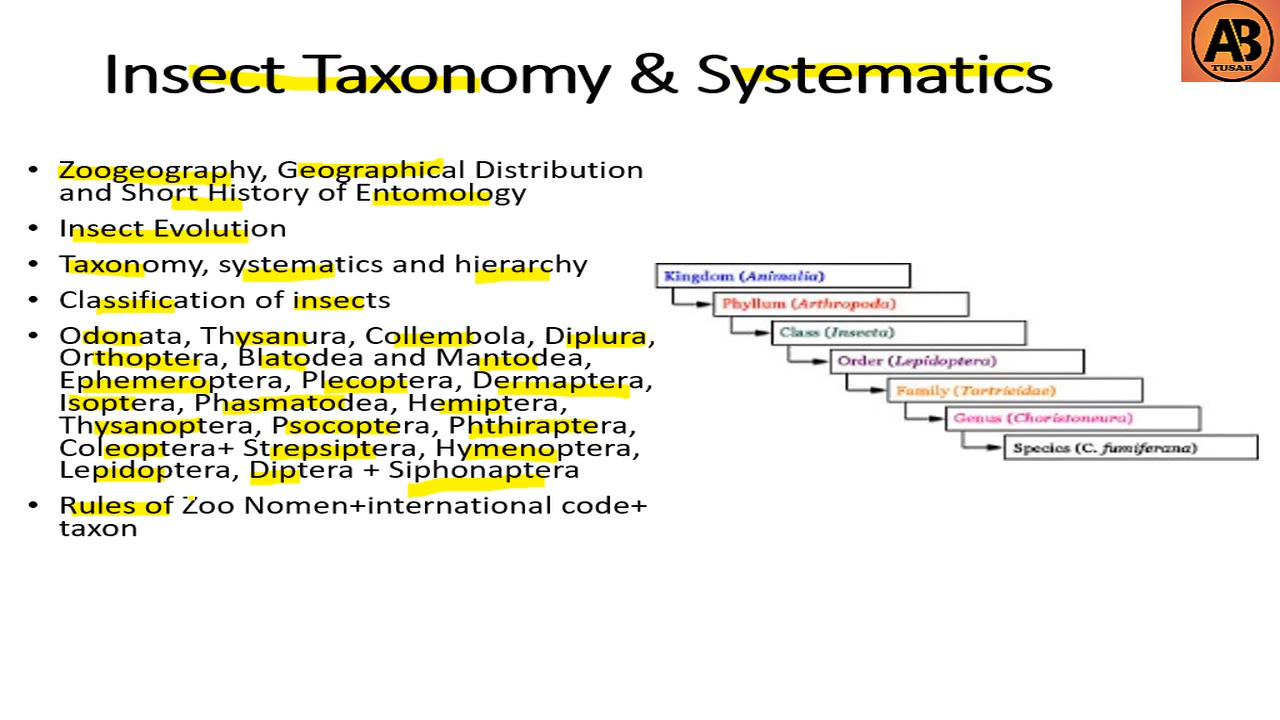 Insect Taxonomy & Systematics
AB
TUSAR
• Zoogeography, Geographical Distribution
and Short History of Entomology
• Insect Evolution
• Taxonomy, systematics and hierarchy
• Classification of insects
• Odonata, Thysanura, Collembola, Diplura,
Orthoptera, Blatodea and Mantodea,
Ephemeroptera, Plecoptera, Dermaptera,
Isoptera, Phasmatodea, Hemiptera,
Thysanoptera, Psocoptera, Phthiraptera,
Coleoptera+ Strepsiptera, Hymenoptera,
Lepidoptera, Diptera + Siphonaptera
• Rules of Zoo Nomen+international code+
taxon
Kingdom (Animalia)
Phyllum (Arthropoda)
Class (Insecta)
Order (Lepidoptera)
Family (Tortricidae)
Genus (Choristoneura)
Species (C. fumiferana)